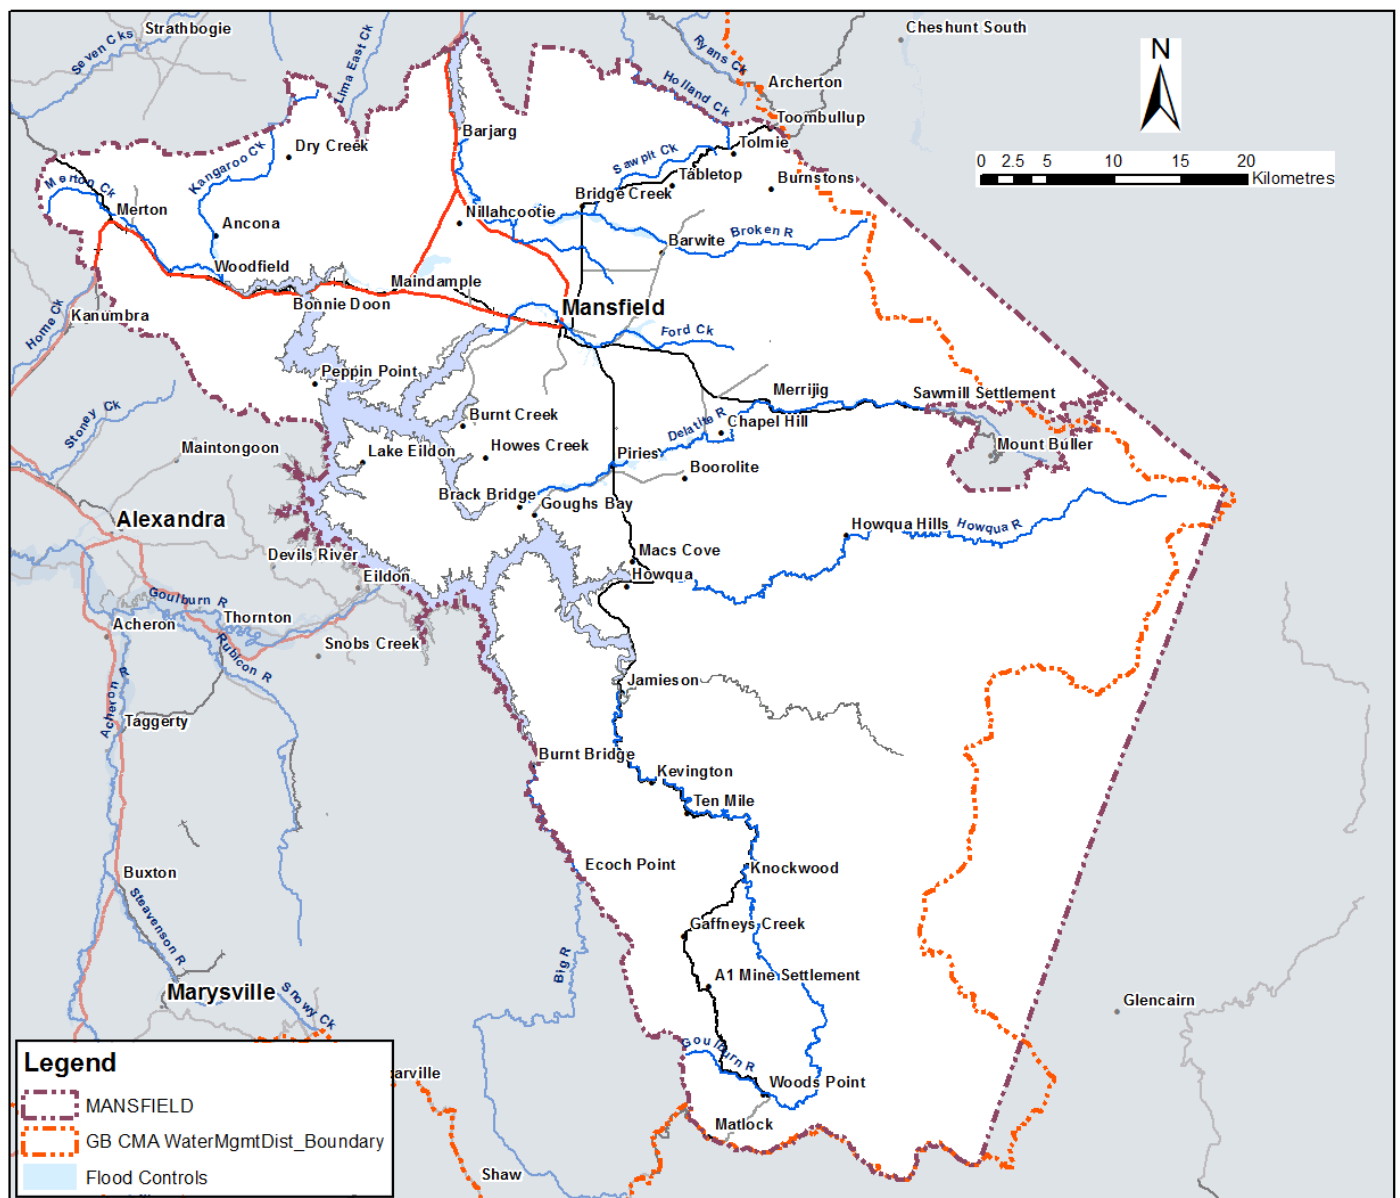 Strathbogie
Cheshunt South
Seven Cks
Lima East Ck
Ryans Ck
N
Archerton
Holland Ck
Toombullup
Barjarg
Tolmie
Dry Creek
Sawpit Ck
0 2.5 5 10 15 20
Kilometres
Kangaroo Ck
Tabletop
Burnstons
Merton Ck
Bridge Creek
Merton
Nillahcootie
Ancona
Broken R
Barwite
Woodfield
Maindample
Bonnie Doon
Mansfield
Kanumbra
Home Ck
Ford Ck
Peppin Point
Merrijig
Sawmill Settlement
Stoney Ck
Burnt Creek
Delatite R
Chapel Hill
Maintongoon
Mount Buller
Lake Eildon
Howes Creek
Piries
Boorolite
Brack Bridge
Goughs Bay
Alexandra
Howqua Hills
Howqua R
Devils River
Macs Cove
Eildon
Howqua
Goulburn R
Acheron
Thornton
Snobs Creek
Rubicon R
Jamieson
Acheron R
Taggerty
Burnt Bridge
Kevington
Ten Mile
Ecoch Point
Knockwood
Buxton
Steavenson R
Gaffneys Creek
Big R
A1 Mine Settlement
Marysville
Snowy Ck
Glencairn
Goulburn R
Legend
arville
Woods Point
MANSFIELD
Matlock
GB CMA WaterMgmtDist_Boundary
Flood Controls
Shaw